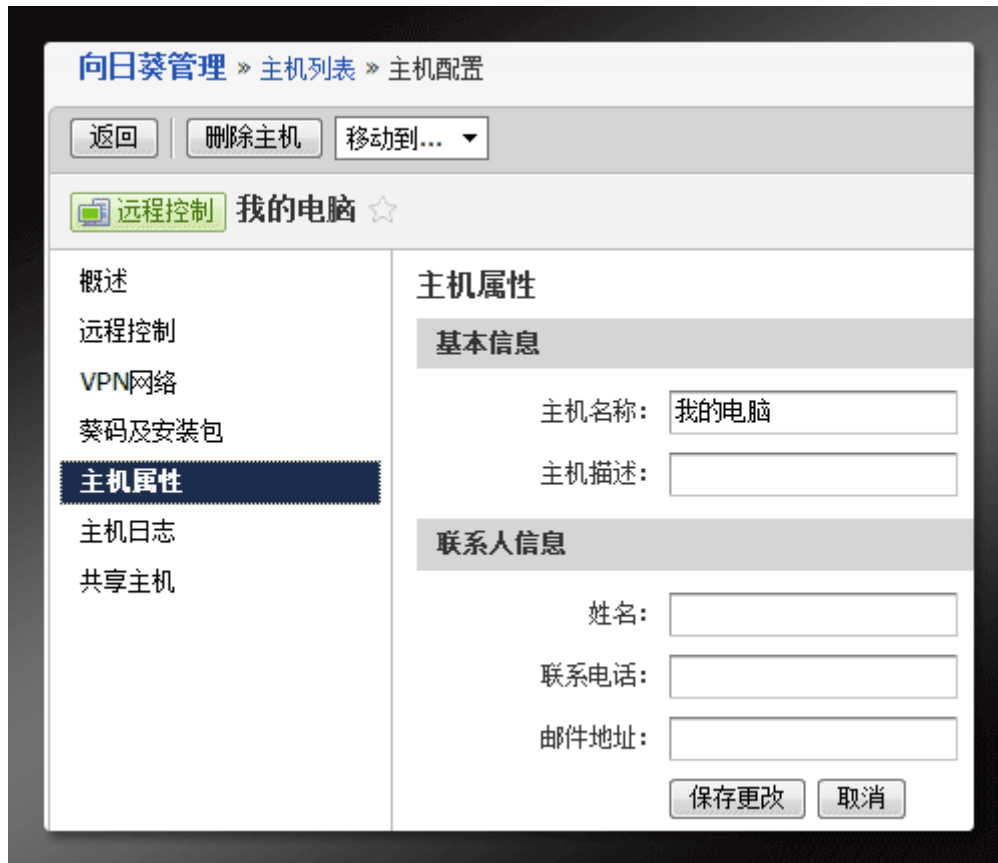 向日葵管理 » 主机列表 » 主机配置
返回 删除主机 移动到...
远程控制 我的电脑
概述
远程控制
VPN网络
葵码及安装包
主机属性
主机日志
共享主机
主机属性
基本信息
主机名称: 我的电脑
主机描述:
联系人信息
姓名:
联系电话:
邮件地址:
保存更改 取消